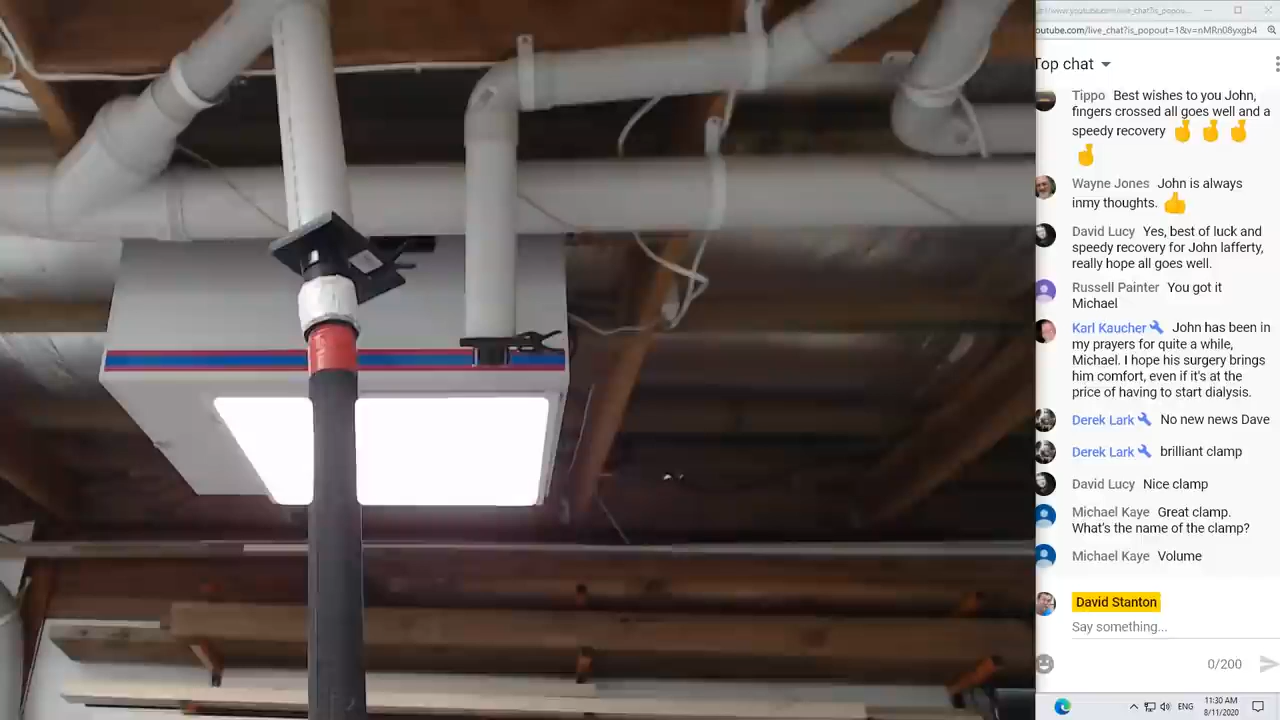 ://www.youtube.com/live_chat?is_popou...
outube.com/live_chat?is_popout=1&v=nMRn08yxgb4
Top chat
Tippo Best wishes to you John,
fingers crossed all goes well and a
speedy recovery
Wayne Jones John is always
inmy thoughts.
David Lucy Yes, best of luck and
speedy recovery for John lafferty,
really hope all goes well.
Russell Painter You got it
Michael
Karl Kaucher John has been in
my prayers for quite a while,
Michael. I hope his surgery brings
him comfort, even if it's at the
price of having to start dialysis.
Derek Lark No new news Dave
Derek Lark brilliant clamp
David Lucy Nice clamp
Michael Kaye Great clamp.
What's the name of the clamp?
Michael Kaye Volume
David Stanton
Say something...
0/200
ENG
11:30 AM
8/11/2020